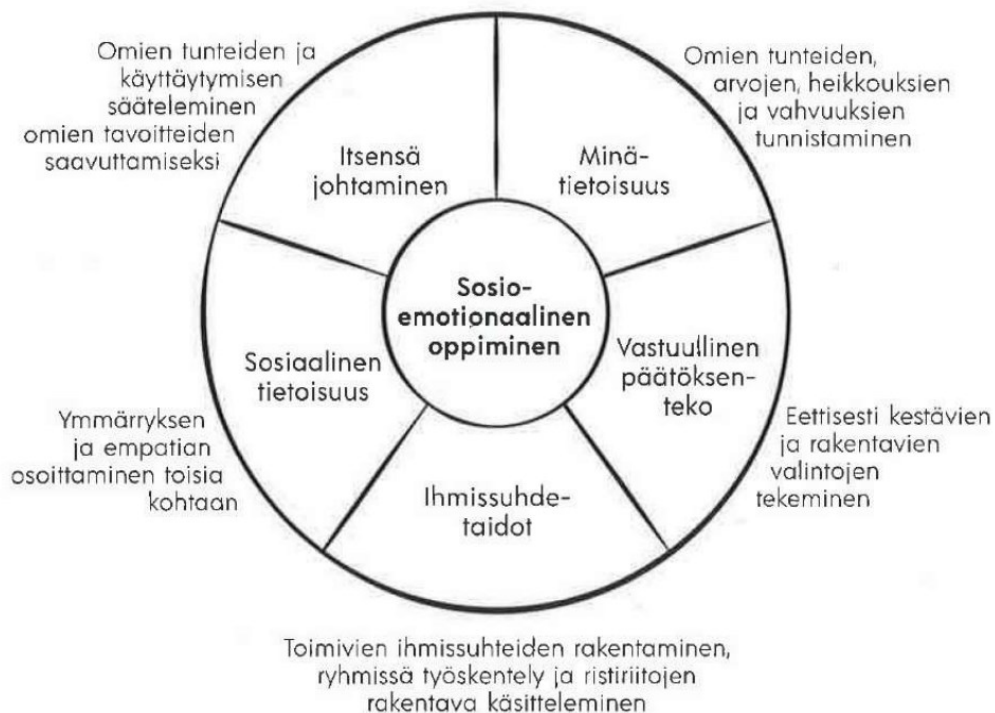 Omien tunteiden ja
käyttäytymisen
sääteleminen
omien tavoitteiden
saavuttamiseksi
Omien tunteiden,
arvojen, heikkouksien
ja vahvuuksien
tunnistaminen
Itsensä
johtaminen
Minä-
tietoisuus
Sosio-
emotionaalinen
oppiminen
Sosiaalinen
tietoisuus
Vastuullinen
päätöksen-
teko
Ymmärryksen
ja empatian
osoittaminen toisia
kohtaan
Eettisesti kestävien
ja rakentavien
valintojen
tekeminen
Ihmissuhde-
taidot
Toimivien ihmissuhteiden rakentaminen,
ryhmissä työskentely ja ristiriitojen
rakentava käsitteleminen